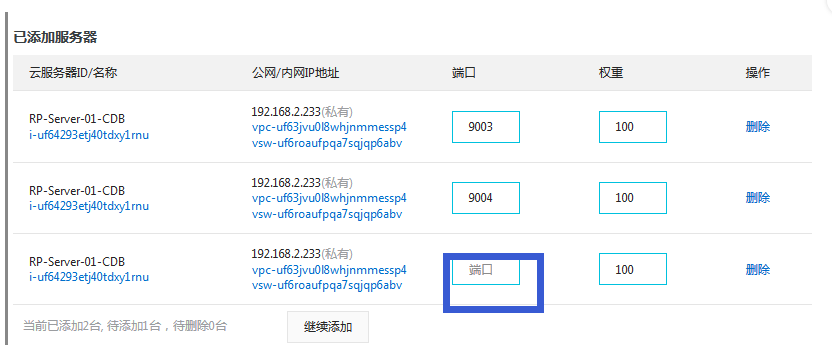 已添加服务器
云服务器ID/名称 公网/内网IP地址 端口 权重 操作
RP-Server-01-CDB
i-uf64293etj40tdxy1rnu
192.168.2.233(私有)
vpc-uf63jvu0l8whjnmmessp4
vsw-uf6roaufpqa7sqjqp6abv
9003
100
删除
RP-Server-01-CDB
i-uf64293etj40tdxy1rnu
192.168.2.233(私有)
vpc-uf63jvu0l8whjnmmessp4
vsw-uf6roaufpqa7sqjqp6abv
9004
100
删除
RP-Server-01-CDB
i-uf64293etj40tdxy1rnu
192.168.2.233(私有)
vpc-uf63jvu0l8whjnmmessp4
vsw-uf6roaufpqa7sqjqp6abv
端口
100
删除
当前已添加2台, 待添加1台，待删除0台
继续添加